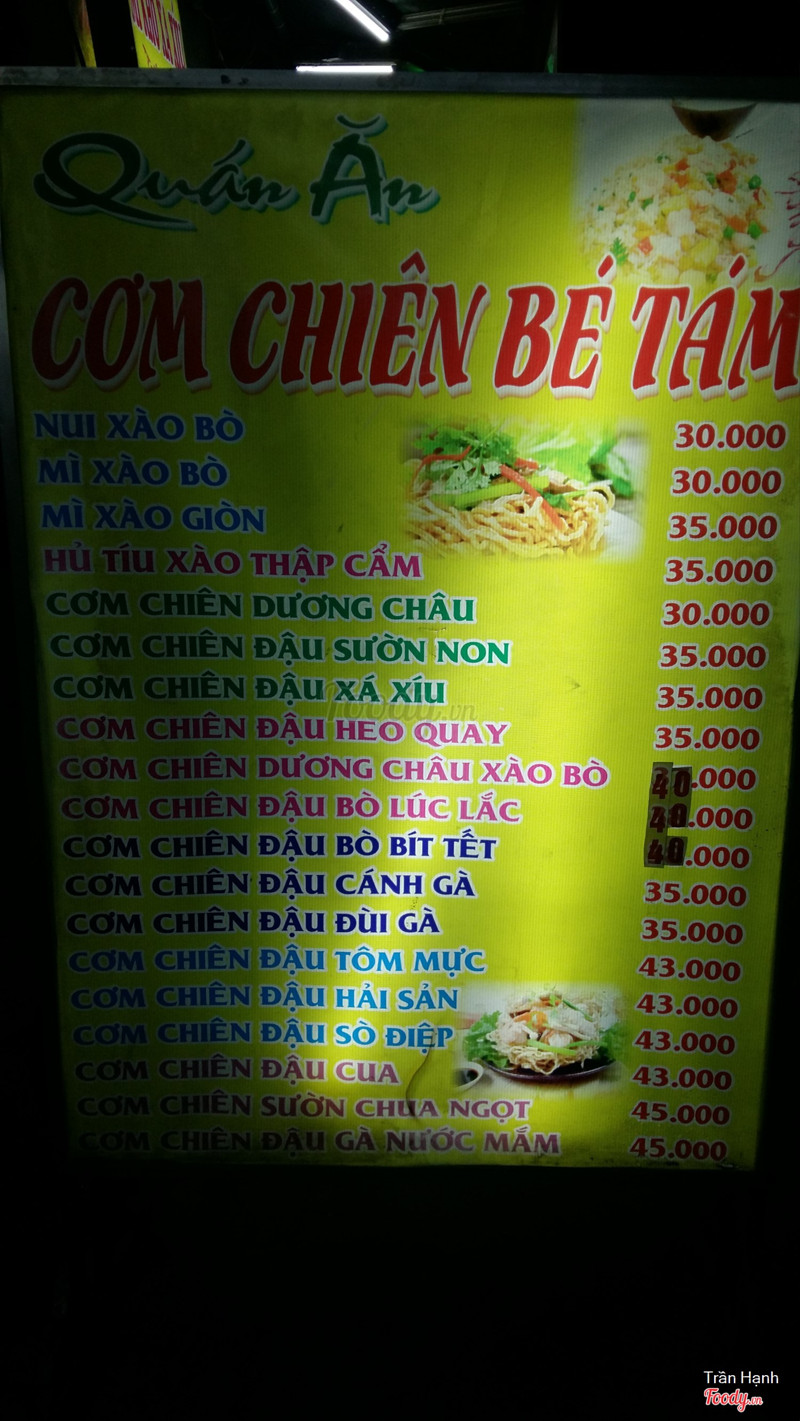 Quán Ăn
CƠM CHIÊN BÉ TÁM
NUI XÀO BÒ 30.000
MÌ XÀO BÒ 30.000
MÌ XÀO GIÒN 35.000
HỦ TÍU XÀO THẬP CẨM 35.000
CƠM CHIÊN DƯƠNG CHÂU 30.000
CƠM CHIÊN ĐẬU SƯỜN NON 35.000
CƠM CHIÊN ĐẬU XÁ XÍU 35.000
Foody.vn
CƠM CHIÊN ĐẬU HEO QUAY 35.000
CƠM CHIÊN DƯƠNG CHÂU XÀO BÒ 40.000
CƠM CHIÊN ĐẬU BÒ LÚC LẮC 40.000
CƠM CHIÊN ĐẬU BÒ BÍT TẾT 40.000
CƠM CHIÊN ĐẬU CÁNH GÀ 35.000
CƠM CHIÊN ĐẬU ĐÙI GÀ 35.000
CƠM CHIÊN ĐẬU TÔM MỰC 43.000
CƠM CHIÊN ĐẬU HẢI SẢN 43.000
CƠM CHIÊN ĐẬU SÒ ĐIỆP 43.000
CƠM CHIÊN ĐẬU CUA 43.000
CƠM CHIÊN SƯỜN CHUA NGỌT 45.000
CƠM CHIÊN ĐẬU GÀ NƯỚC MẮM 45.000
Trần Hạnh
Foody.vn